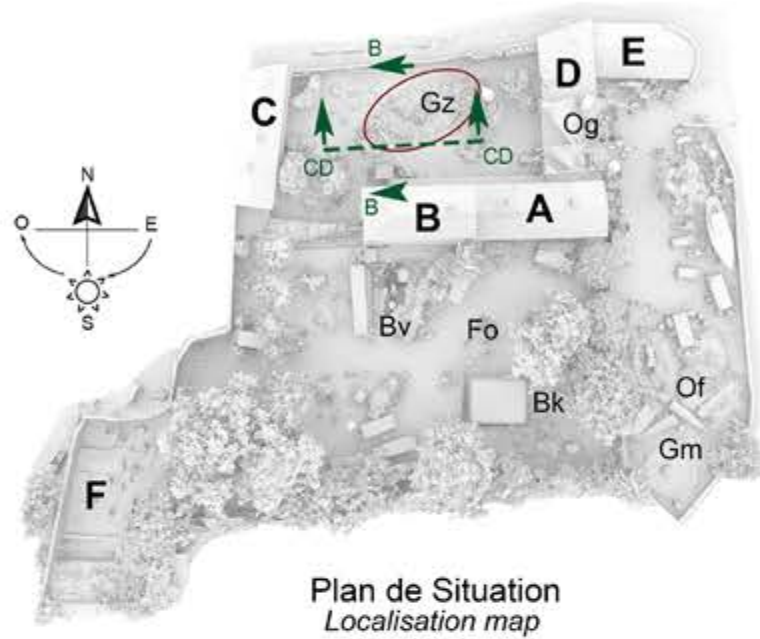 B
E
D
C
Gz
Og
CD
CD
N
B
B
A
O
E
S
Bv
Fo
Of
Bk
Gm
F
Plan de Situation
Localisation map